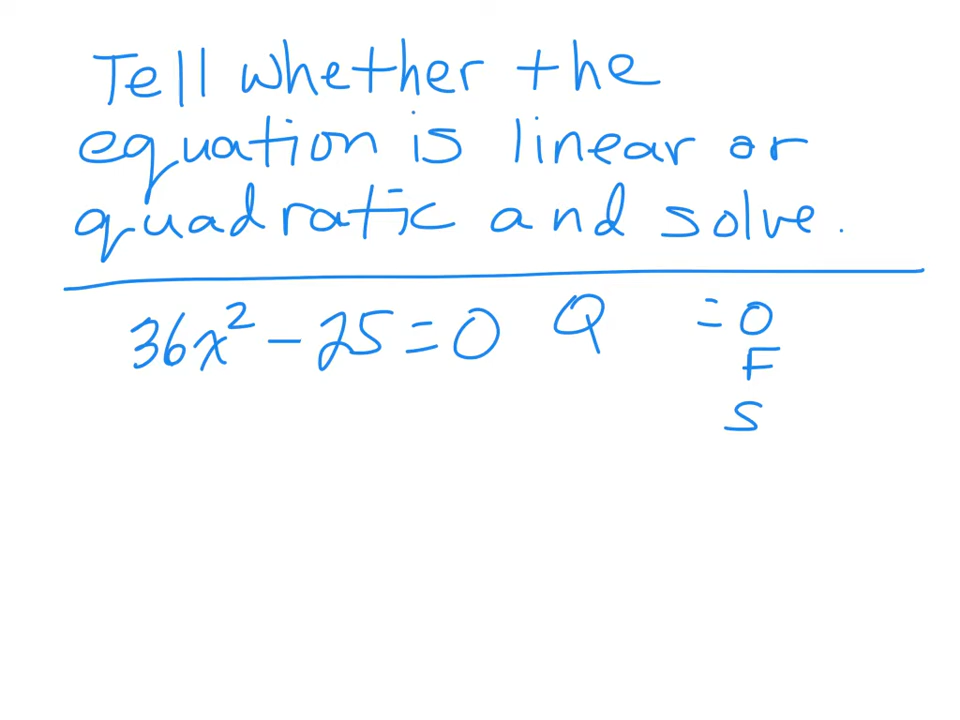 Tell whether the
equation is linear or
quadratic and solve.
36x² - 25 = 0 Q = 0
F
S